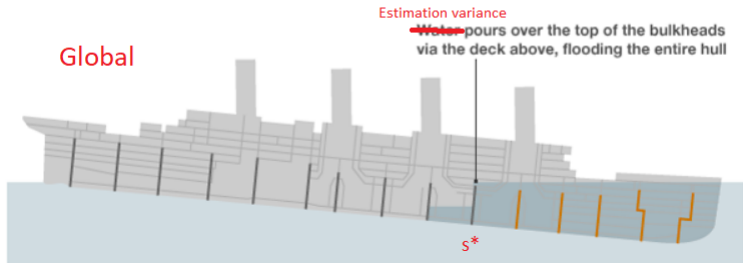 Estimation variance
Water pours over the top of the bulkheads
via the deck above, flooding the entire hull
Global
s*